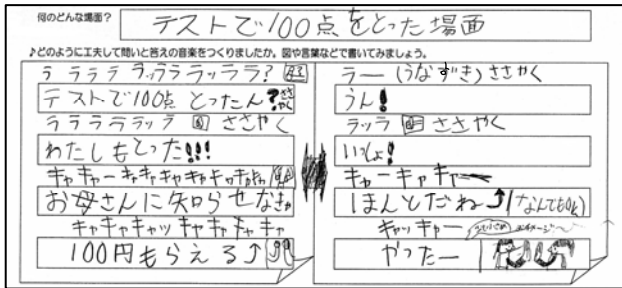 何のどんな場面?
テストで100点をとった場面
♪どのように工夫して問いと答えの音楽をつくりましたか。図や言葉などで書いてみましょう。
ラ ラララ ラッララ ラッララ?
テストで100点 とったん?ささやく
ララララララッラ ささやく
わたしもとった!!!
キャキャーキャキャキャキャキャキャ
お母さんに知らせなきゃ
キャキャキャッキャキャキャキャ
100円もらえる⤴
ラー (うなずき) ささやく
うん!
ラッラ ささやく
いっしょ!
キャーキャキャー
ほんとだね⤴(なんでもOK)
キャッキャー
やったー